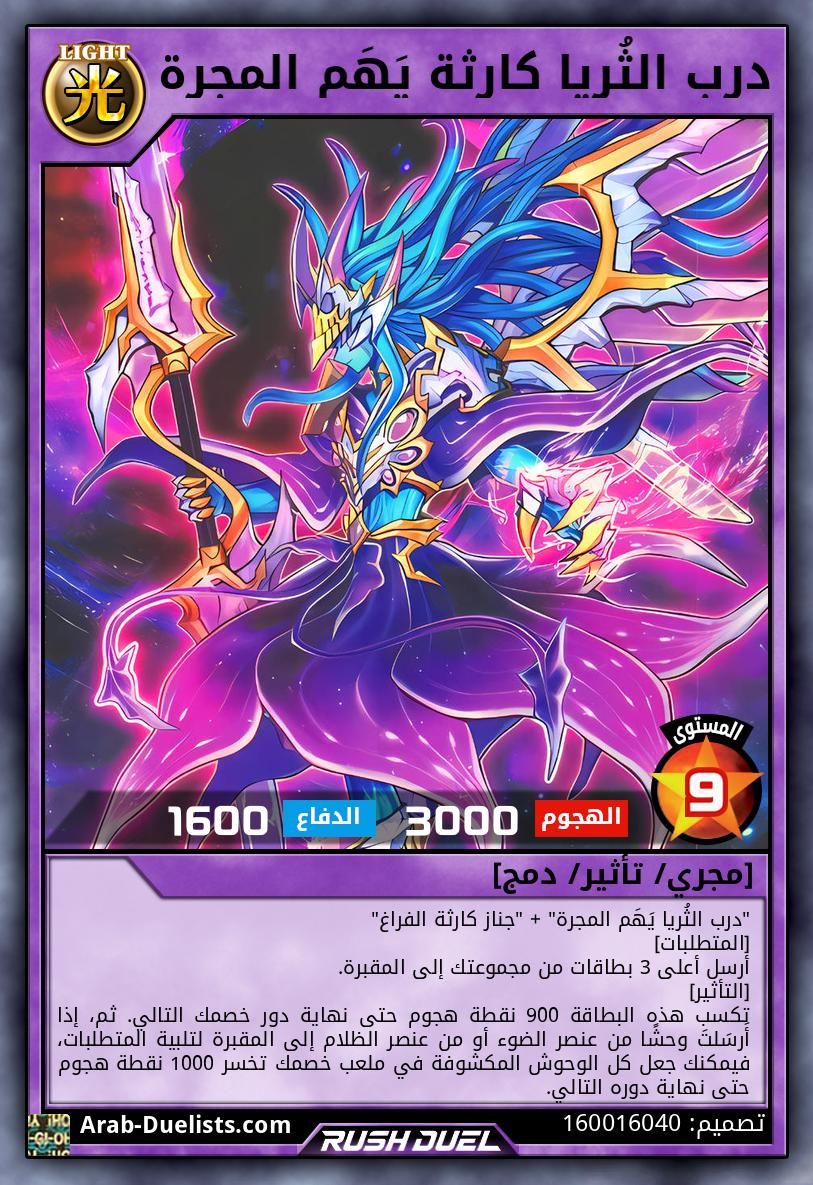 LIGHT
光
درب الثُريا كارثة يَهَم المجرة
المستوى
9
الهجوم 3000 الدفاع 1600
[مجري/ تأثير/ دمج]
"درب الثُريا يَهَم المجرة" + "جناز كارثة الفراغ"
[المتطلبات]
أرسل أعلى 3 بطاقات من مجموعتك إلى المقبرة.
[التأثير]
تكسب هذه البطاقة 900 نقطة هجوم حتى نهاية دور خصمك التالي. ثم، إذا
أَرسَلتَ وحشًا من عنصر الضوء أو من عنصر الظلام إلى المقبرة لتلبية المتطلبات،
فيمكنك جعل كل الوحوش المكشوفة في ملعب خصمك تخسر 1000 نقطة هجوم
حتى نهاية دوره التالي.
تصميم: 160016040
Arab-Duelists.com
RUSH DUEL